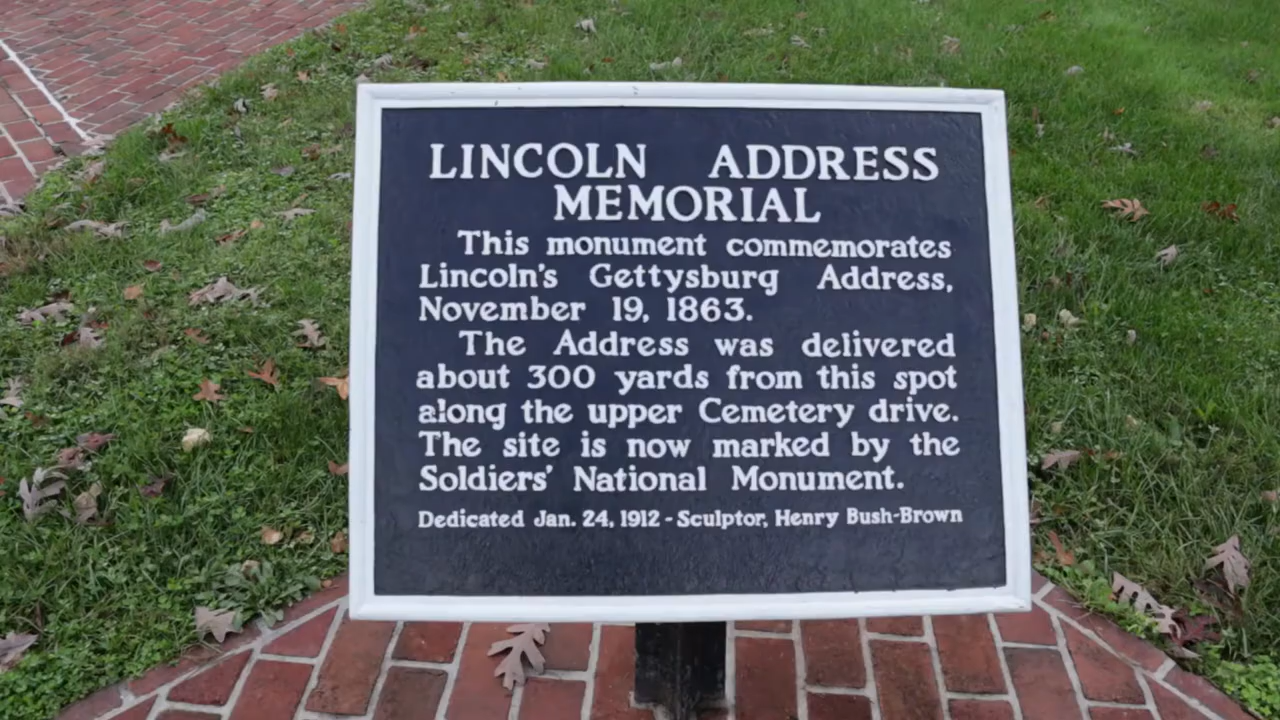 LINCOLN ADDRESS
MEMORIAL
This monument commemorates
Lincoln's Gettysburg Address,
November 19, 1863.
The Address was delivered
about 300 yards from this spot
along the upper Cemetery drive.
The site is now marked by the
Soldiers' National Monument.
Dedicated Jan. 24, 1912 - Sculptor, Henry Bush-Brown